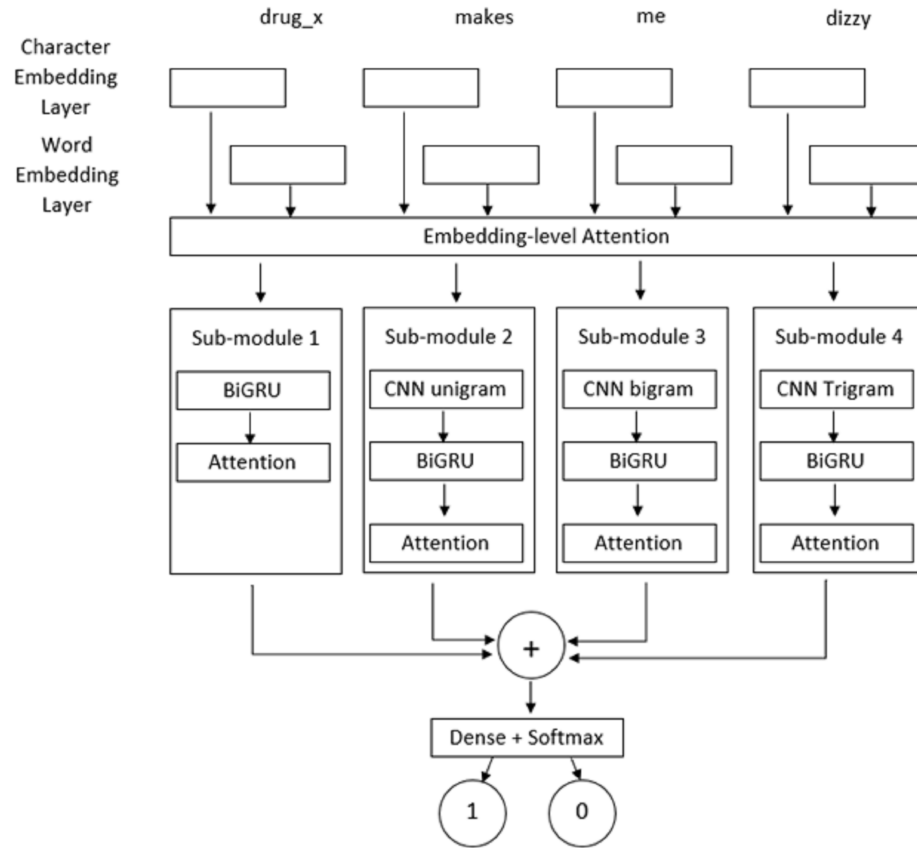 drug_x makes me dizzy
Character
Embedding
Layer
Word
Embedding
Layer
Embedding-level Attention
Sub-module 1
BiGRU
Attention
Sub-module 2
CNN unigram
BiGRU
Attention
Sub-module 3
CNN bigram
BiGRU
Attention
Sub-module 4
CNN Trigram
BiGRU
Attention
+
Dense + Softmax
1 0